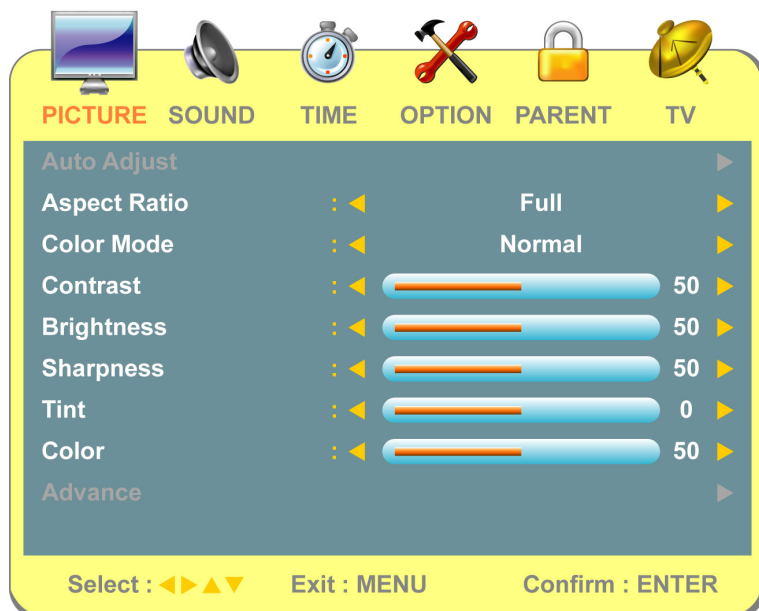 PICTURE SOUND TIME OPTION PARENT TV
Auto Adjust
Aspect Ratio : Full
Color Mode : Normal
Contrast : 50
Brightness : 50
Sharpness : 50
Tint : 0
Color : 50
Advance
Select : Exit : MENU Confirm : ENTER